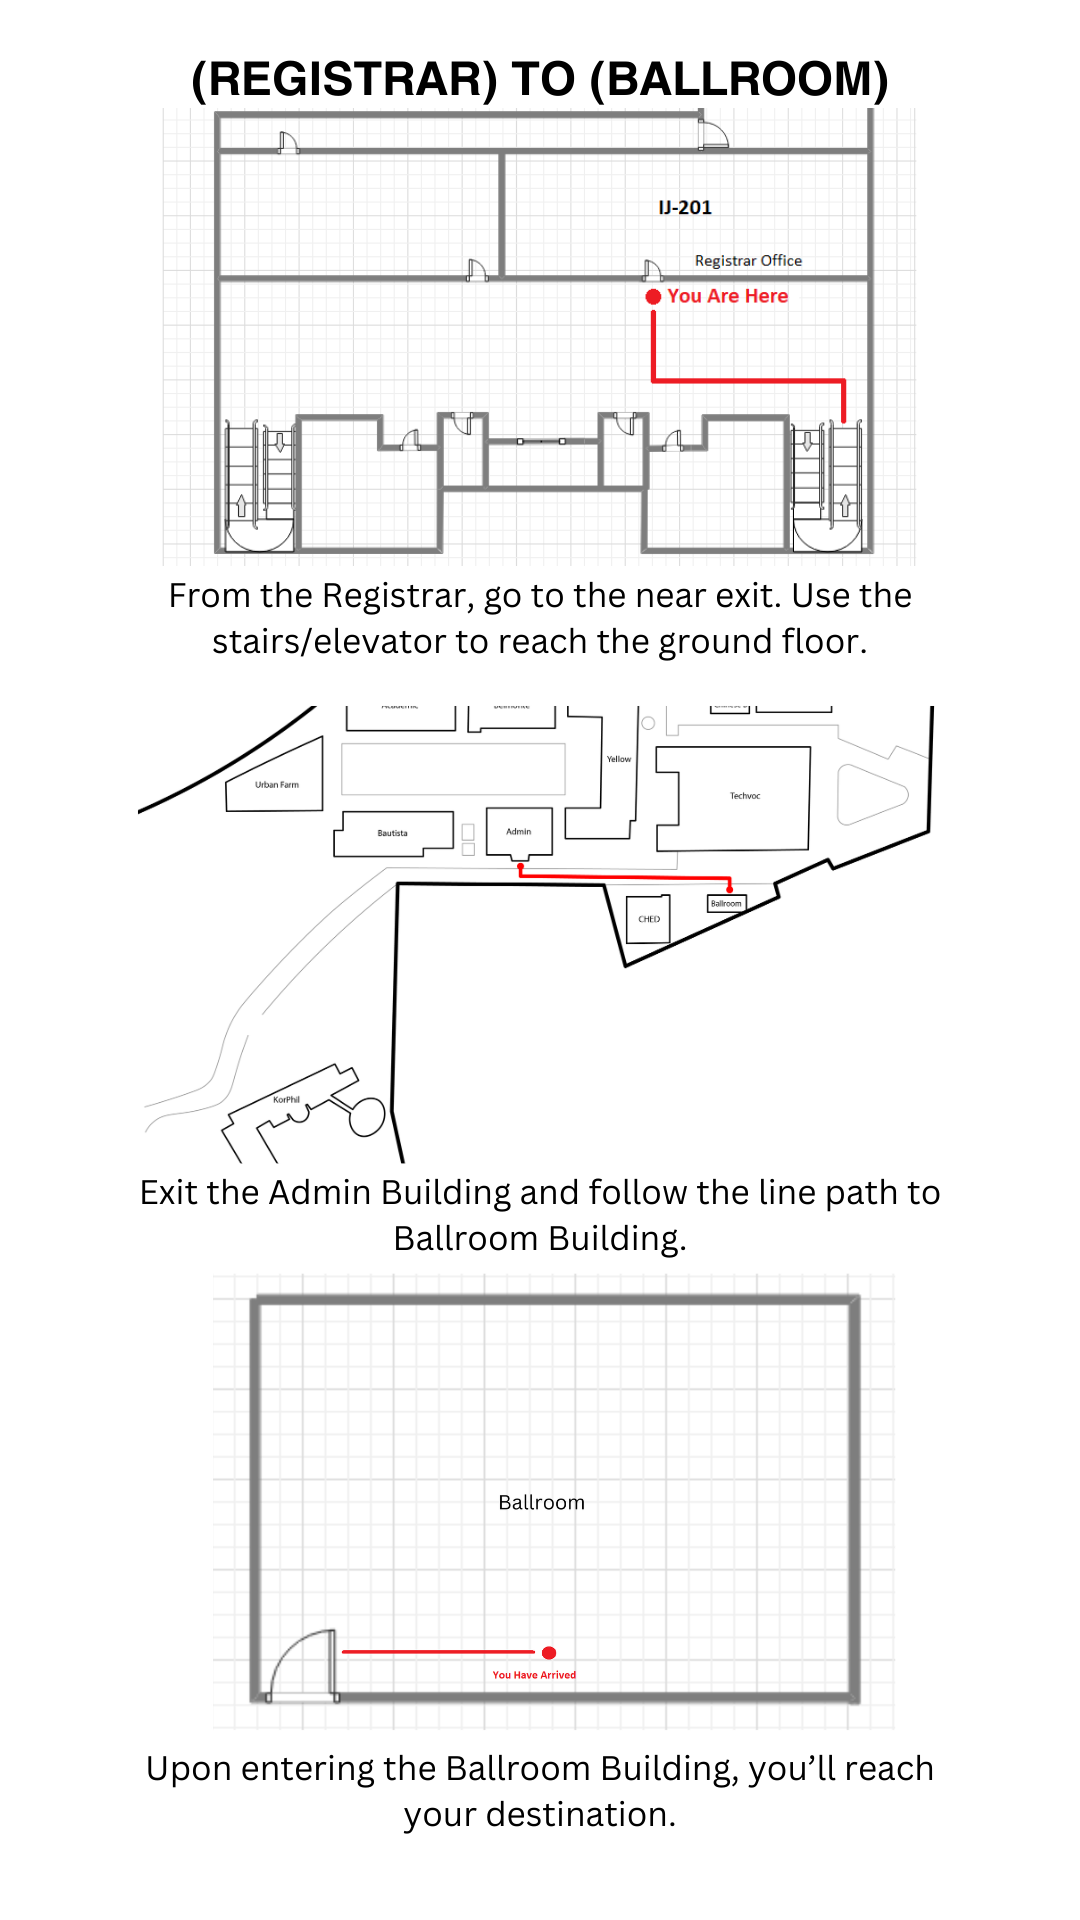 (REGISTRAR) TO (BALLROOM)
IJ-201
Registrar Office
You Are Here
From the Registrar, go to the near exit. Use the
stairs/elevator to reach the ground floor.
Academic
Belmonte
Yellow
Urban Farm
Techvoc
Bautista
Admin
Ballroom
CHED
KorPhil
Exit the Admin Building and follow the line path to
Ballroom Building.
Ballroom
You Have Arrived
Upon entering the Ballroom Building, you’ll reach
your destination.